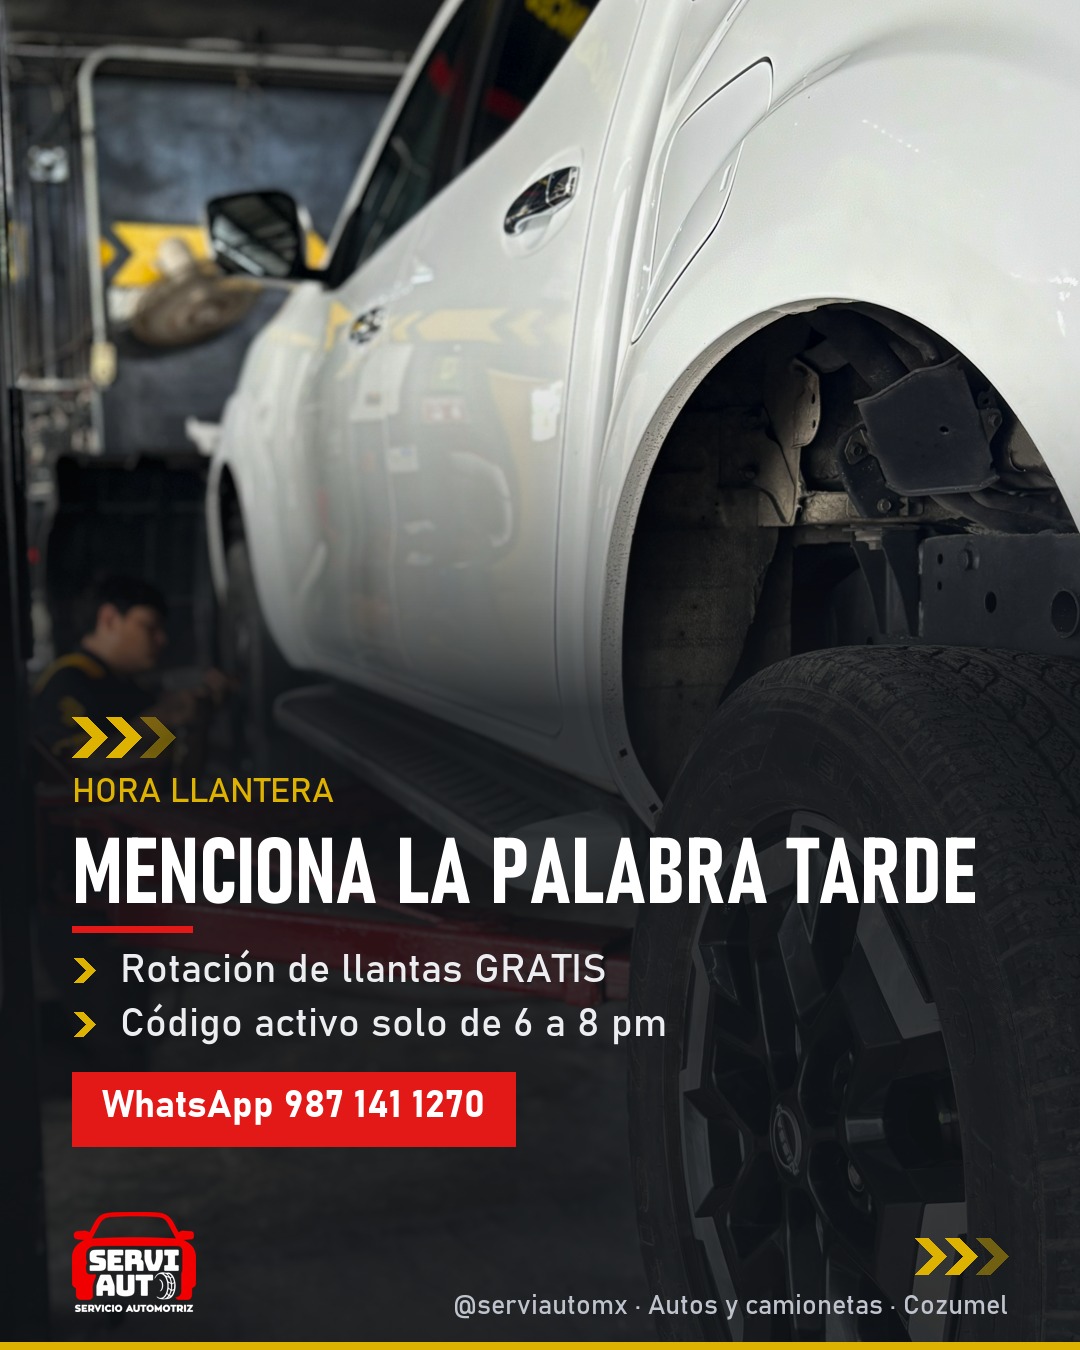 HORA LLANTERA
MENCIONA LA PALABRA TARDE
Rotación de llantas GRATIS
Código activo solo de 6 a 8 pm
WhatsApp 987 141 1270
SERVI
AUTO
SERVICIO AUTOMOTRIZ
@serviautomx · Autos y camionetas · Cozumel